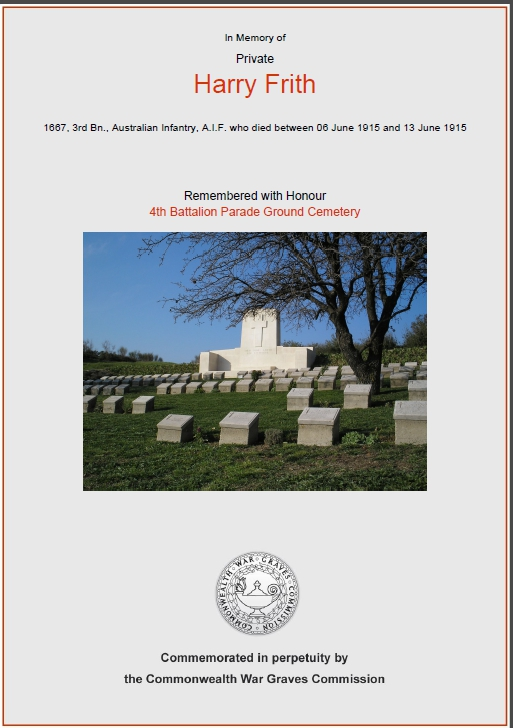 In Memory of
Private
Harry Frith
1667, 3rd Bn., Australian Infantry, A.I.F. who died between 06 June 1915 and 13 June 1915
Remembered with Honour
4th Battalion Parade Ground Cemetery
COMMONWEALTH · WAR · GRAVES · COMMISSION ·
Commemorated in perpetuity by
the Commonwealth War Graves Commission